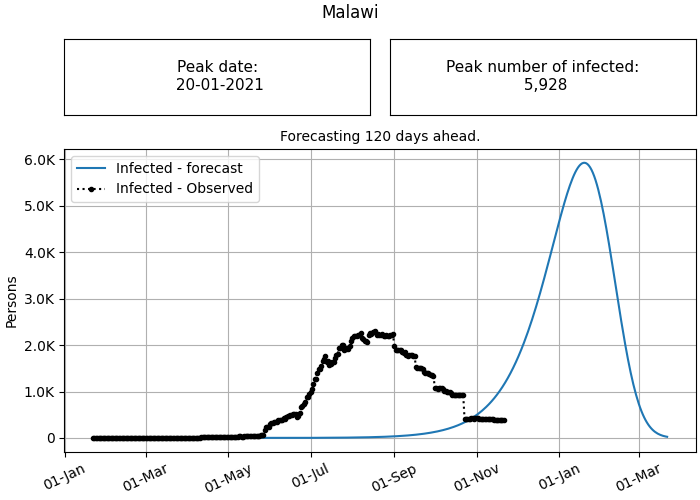 Malawi
Peak date:
20-01-2021
Peak number of infected:
5,928
Forecasting 120 days ahead.
Infected - forecast
Infected - Observed
6.0K
5.0K
4.0K
3.0K
2.0K
1.0K
0
Persons
01-Jan
01-Mar
01-May
01-Jul
01-Sep
01-Nov
01-Jan
01-Mar